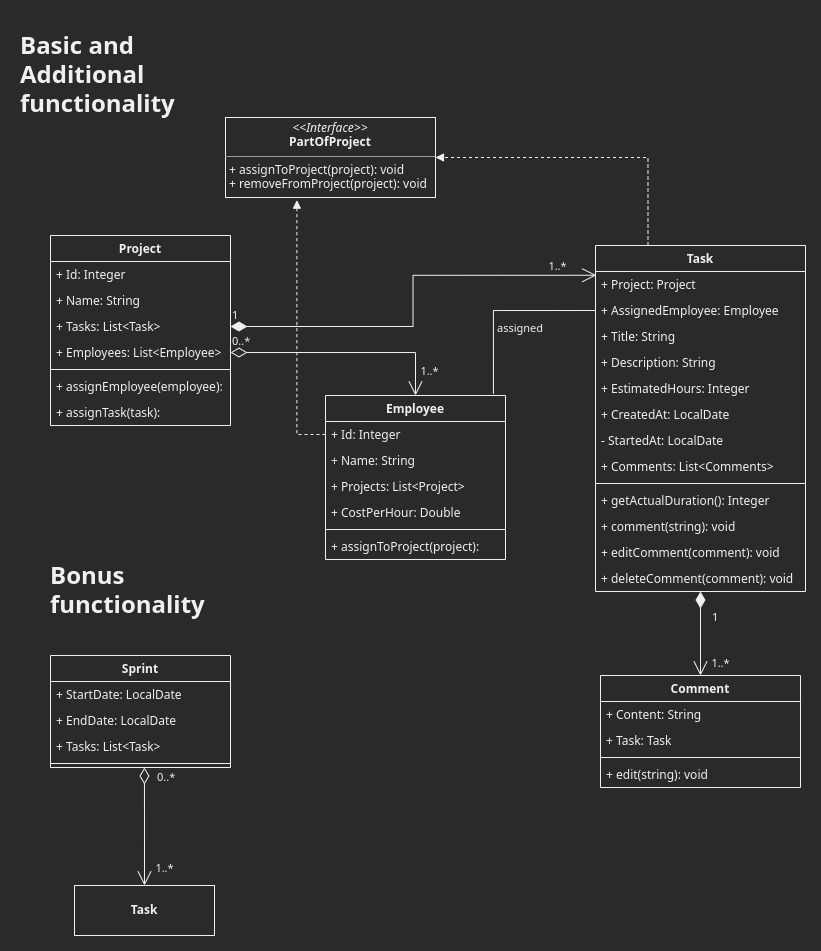 Basic and
Additional
functionality
<<Interface>>
PartOfProject
+ assignToProject(project): void
+ removeFromProject(project): void
Project
+ Id: Integer
+ Name: String
+ Tasks: List<Task>
+ Employees: List<Employee>
+ assignEmployee(employee):
+ assignTask(task):
1
0..*
1..*
1..*
assigned
Task
+ Project: Project
+ AssignedEmployee: Employee
+ Title: String
+ Description: String
+ EstimatedHours: Integer
+ CreatedAt: LocalDate
- StartedAt: LocalDate
+ Comments: List<Comments>
+ getActualDuration(): Integer
+ comment(string): void
+ editComment(comment): void
+ deleteComment(comment): void
Employee
+ Id: Integer
+ Name: String
+ Projects: List<Project>
+ CostPerHour: Double
+ assignToProject(project):
1
1..*
Comment
+ Content: String
+ Task: Task
+ edit(string): void
Bonus
functionality
Sprint
+ StartDate: LocalDate
+ EndDate: LocalDate
+ Tasks: List<Task>
0..*
1..*
Task